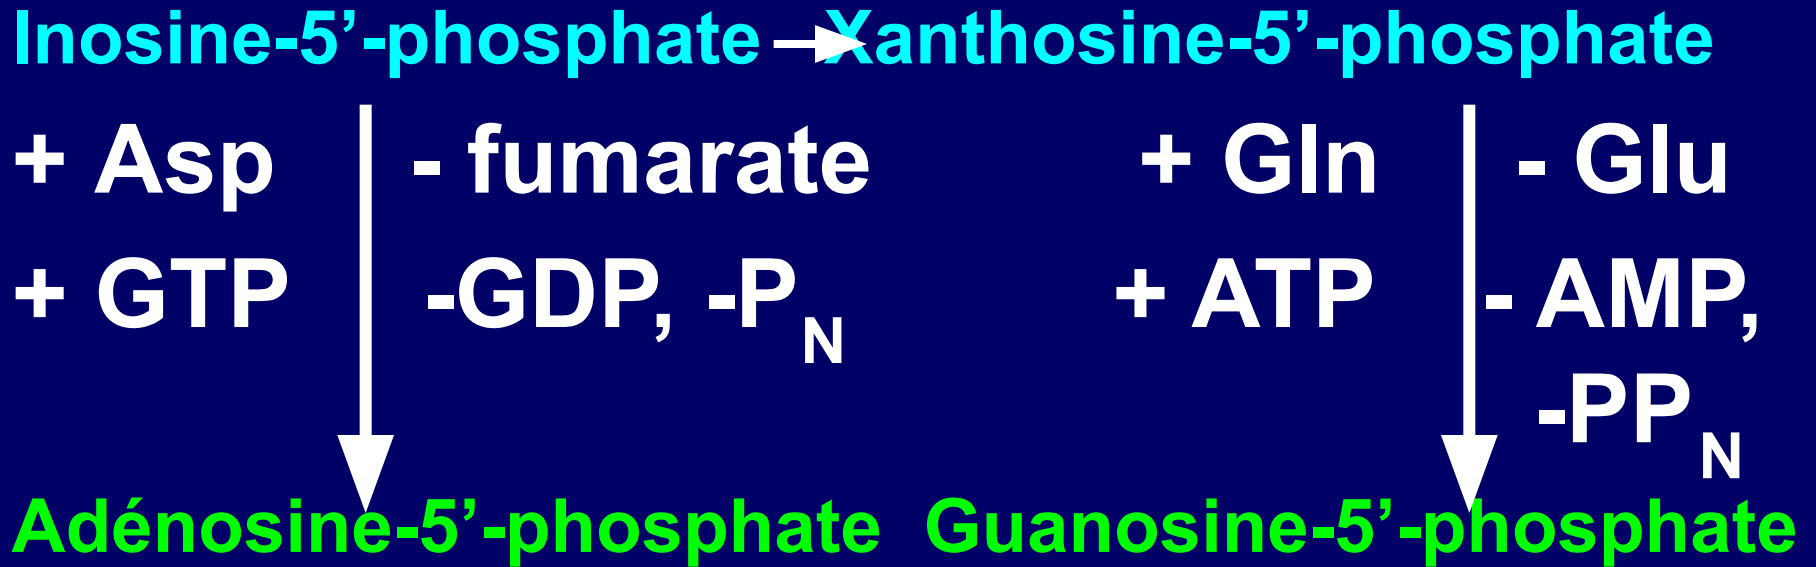 Inosine-5’-phosphate Xanthosine-5’-phosphate
+ Asp - fumarate + Gln - Glu
+ GTP -GDP, -PN + ATP - AMP,
-PPN
Adénosine-5’-phosphate Guanosine-5’-phosphate